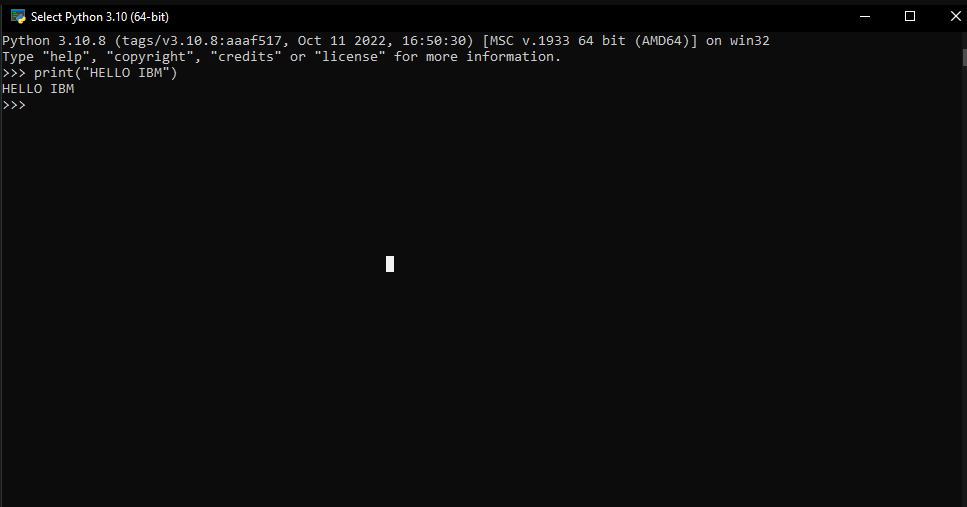 Select Python 3.10 (64-bit)
Python 3.10.8 (tags/v3.10.8:aaaf517, Oct 11 2022, 16:50:30) [MSC v.1933 64 bit (AMD64)] on win32
Type "help", "copyright", "credits" or "license" for more information.
>>> print("HELLO IBM")
HELLO IBM
>>>